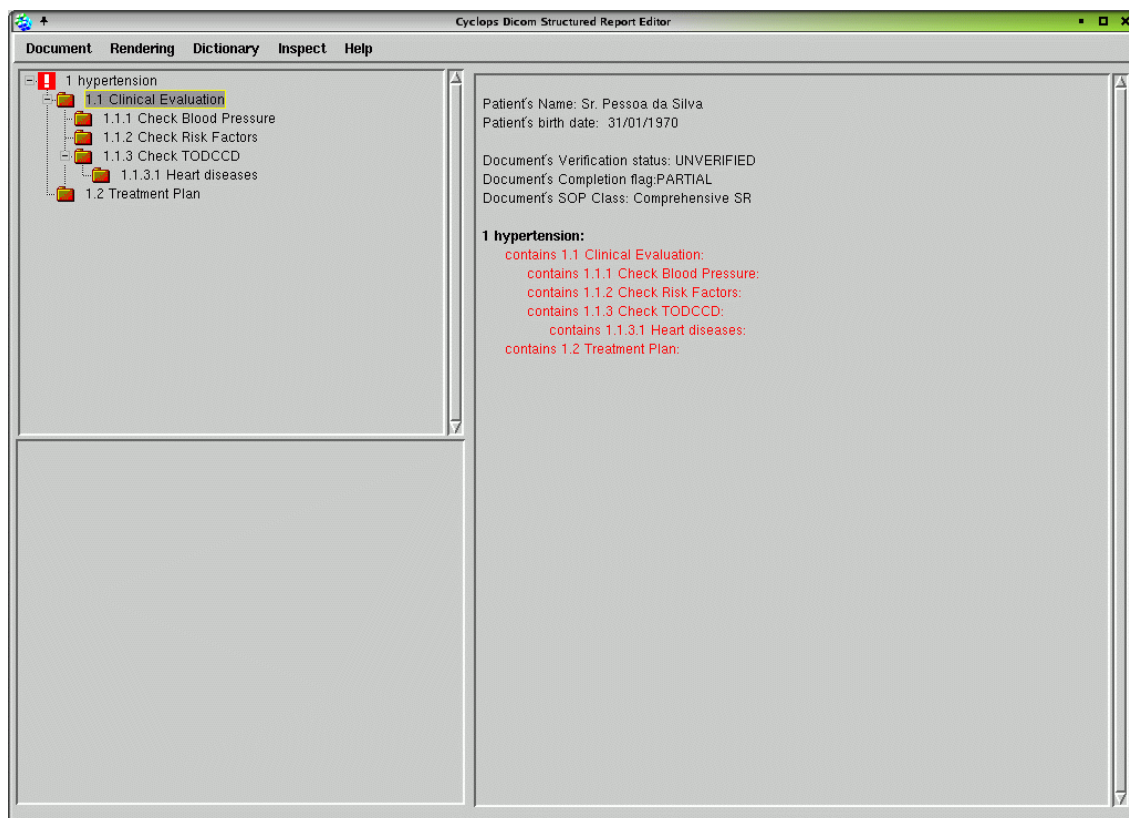 Cyclops Dicom Structured Report Editor
Document Rendering Dictionary Inspect Help
1 hypertension
1.1 Clinical Evaluation
1.1.1 Check Blood Pressure
1.1.2 Check Risk Factors
1.1.3 Check TODCCD
1.1.3.1 Heart diseases
1.2 Treatment Plan
Patient's Name: Sr. Pessoa da Silva
Patient's birth date: 31/01/1970
Document's Verification status: UNVERIFIED
Document's Completion flag:PARTIAL
Document's SOP Class: Comprehensive SR
1 hypertension:
contains 1.1 Clinical Evaluation:
contains 1.1.1 Check Blood Pressure:
contains 1.1.2 Check Risk Factors:
contains 1.1.3 Check TODCCD:
contains 1.1.3.1 Heart diseases:
contains 1.2 Treatment Plan: